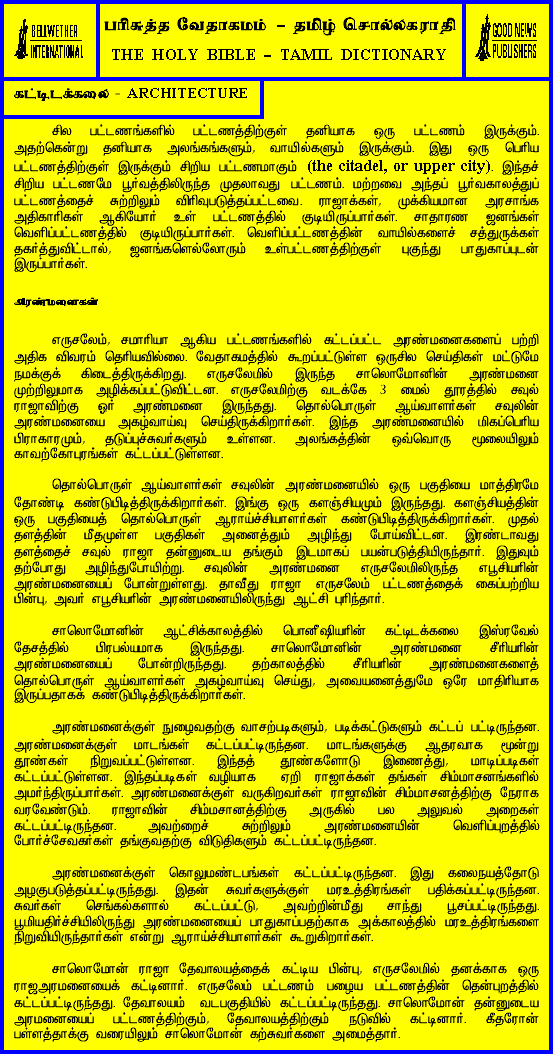 BELLWETHER
INTERNATIONAL
பரிசுத்த வேதாகமம் – தமிழ் சொல்லகராதி
THE HOLY BIBLE – TAMIL DICTIONARY
GOOD NEWS
PUBLISHERS
கட்டிடக்கலை - ARCHITECTURE
சில பட்டணங்களில் பட்டணத்திற்குள் தனியாக ஒரு பட்டணம் இருக்கும்.
அதற்கென்று தனியாக அலங்கங்களும், வாயில்களும் இருக்கும். இது ஒரு பெரிய
பட்டணத்திற்குள் இருக்கும் சிறிய பட்டணமாகும் (the citadel, or upper city). இந்தச்
சிறிய பட்டணமே பூர்வத்திலிருந்த முதலாவது பட்டணம். மற்றவை அந்தப் பூர்வகாலத்துப்
பட்டணத்தைச் சுற்றிலும் விரிவுபடுத்தப்பட்டவை. ராஜாக்கள், முக்கியமான அரசாங்க
அதிகாரிகள் ஆகியோர் உள் பட்டணத்தில் குடியிருப்பார்கள். சாதாரண ஜனங்கள்
வெளிப்பட்டணத்தில் குடியிருப்பார்கள். வெளிப்பட்டணத்தின் வாயில்களைச் சத்துருக்கள்
தகர்த்துவிட்டால், ஜனங்களெல்லோரும் உள்பட்டணத்திற்குள் புகுந்து பாதுகாப்புடன்
இருப்பார்கள்.
அரண்மனைகள்
எருசலேம், சமாரியா ஆகிய பட்டணங்களில் கட்டப்பட்ட அரண்மனைகளைப் பற்றி
அதிக விவரம் தெரியவில்லை. வேதாகமத்தில் கூறப்பட்டுள்ள ஒருசில செய்திகள் மட்டுமே
நமக்குக் கிடைத்திருக்கிறது. எருசலேமில் இருந்த சாலொமோனின் அரண்மனை
முற்றிலுமாக அழிக்கப்பட்டுவிட்டன. எருசலேமிற்கு வடக்கே 3 மைல் தூரத்தில் சவுல்
ராஜாவிற்கு ஓர் அரண்மனை இருந்தது. தொல்பொருள் ஆய்வாளர்கள் சவுலின்
அரண்மனையை அகழ்வாய்வு செய்திருக்கிறார்கள். இந்த அரண்மனையில் மிகப்பெரிய
பிராகாரமும், தடுப்புச்சுவர்களும் உள்ளன. அலங்கத்தின் ஒவ்வொரு மூலையிலும்
காவற்கோபுரங்கள் கட்டப்பட்டுள்ளன.
தொல்பொருள் ஆய்வாளர்கள் சவுலின் அரண்மனையில் ஒரு பகுதியை மாத்திரமே
தோண்டி கண்டுபிடித்திருக்கிறார்கள். இங்கு ஒரு களஞ்சியமும் இருந்தது. களஞ்சியத்தின்
ஒரு பகுதியைத் தொல்பொருள் ஆராய்ச்சியாளர்கள் கண்டுபிடித்திருக்கிறார்கள். முதல்
தளத்தின் மீதமுள்ள பகுதிகள் அனைத்தும் அழிந்து போய்விட்டன. இரண்டாவது
தளத்தைச் சவுல் ராஜா தன்னுடைய தங்கும் இடமாகப் பயன்படுத்தியிருந்தார். இதுவும்
தற்போது அழிந்துபோயிற்று. சவுலின் அரண்மனை எருசலேமிலிருந்த எபூசியரின்
அரண்மனையைப் போன்றுள்ளது. தாவீது ராஜா எருசலேம் பட்டணத்தைக் கைப்பற்றிய
பின்பு, அவர் எபூசியரின் அரண்மனையிலிருந்து ஆட்சி புரிந்தார்.
சாலொமோனின் ஆட்சிக்காலத்தில் பொனீஷியரின் கட்டிடக்கலை இஸ்ரவேல்
தேசத்தில் பிரபல்யமாக இருந்தது. சாலொமோனின் அரண்மனை சீரியரின்
அரண்மனையைப் போன்றிருந்தது. தற்காலத்தில் சீரியரின் அரண்மனைகளைத்
தொல்பொருள் ஆய்வாளர்கள் அகழ்வாய்வு செய்து, அவையனைத்துமே ஒரே மாதிரியாக
இருப்பதாகக் கண்டுபிடித்திருக்கிறார்கள்.
அரண்மனைக்குள் நுழைவதற்கு வாசற்படிகளும், படிக்கட்டுகளும் கட்டப் பட்டிருந்தன.
அரண்மனைக்குள் மாடங்கள் கட்டப்பட்டிருந்தன. மாடங்களுக்கு ஆதரவாக மூன்று
தூண்கள் நிறுவப்பட்டுள்ளன. இந்தத் தூண்களோடு இணைத்து, மாடிப்படிகள்
கட்டப்பட்டுள்ளன. இந்தப்படிகள் வழியாக ஏறி ராஜாக்கள் தங்கள் சிம்மாசனங்களில்
அமர்ந்திருப்பார்கள். அரண்மனைக்குள் வருகிறவர்கள் ராஜாவின் சிம்மாசனத்திற்கு நேராக
வரவேண்டும். ராஜாவின் சிம்மசானத்திற்கு அருகில் பல அலுவல் அறைகள்
கட்டப்பட்டிருந்தன. அவற்றைச் சுற்றிலும் அரண்மனையின் வெளிப்புறத்தில்
போர்ச்சேவகர்கள் தங்குவதற்கு விடுதிகளும் கட்டப்பட்டிருந்தன.
அரண்மனைக்குள் கொலுமண்டபங்கள் கட்டப்பட்டிருந்தன. இது கலைநயத்தோடு
அழகுபடுத்தப்பட்டிருந்தது. இதன் சுவர்களுக்குள் மரஉத்திரங்கள் பதிக்கப்பட்டிருந்தன.
சுவர்கள் செங்கல்களால் கட்டப்பட்டு, அவற்றின்மீது சாந்து பூசப்பட்டிருந்தது.
பூமியதிர்ச்சியிலிருந்து அரண்மனையைப் பாதுகாப்பதற்காக அக்காலத்தில் மரஉத்திரங்களை
நிறுவியிருந்தார்கள் என்று ஆராய்ச்சியாளர்கள் கூறுகிறார்கள்.
சாலொமோன் ராஜா தேவாலயத்தைக் கட்டிய பின்பு, எருசலேமில் தனக்காக ஒரு
ராஜஅரமனையைக் கட்டினார். எருசலேம் பட்டணம் பழைய பட்டணத்தின் தென்புறத்தில்
கட்டப்பட்டிருந்தது. தேவாலயம் வடபகுதியில் கட்டப்பட்டிருந்தது. சாலொமோன் தன்னுடைய
அரமனையைப் பட்டணத்திற்கும், தேவாலயத்திற்கும் நடுவில் கட்டினார். கீதரோன்
பள்ளத்தாக்கு வரையிலும் சாலொமோன் கற்சுவர்களை அமைத்தார்.